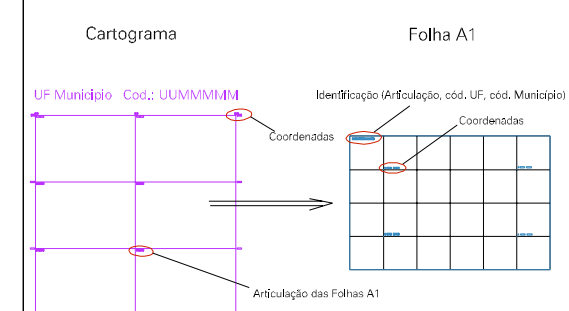 Cartograma
Folha A1
UF Município Cod.: UUMMMMM
Identificação (Articulação, cód. UF, cód. Município)
Coordenadas
Coordenadas
Articulação das Folhas A1